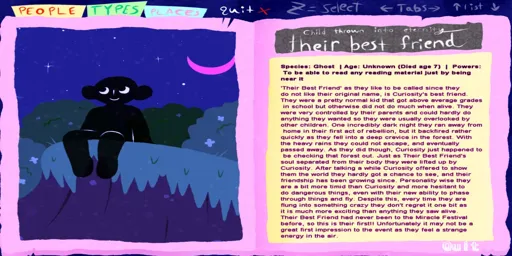 PEOPLE TYPES PLACES quit x Z = Select ← Tabs → ↑ list ↓
Child thrown into eternity
their best friend
Species: Ghost | Age: Unknown (Died age 7) | Powers:
To be able to read any reading material just by being
near it
'Their Best Friend' as they like to be called since they
do not like their original name, is Curiosity's best friend.
They were a pretty normal kid that got above average grades
in school but otherwise did not do much when alive. They
were very controlled by their parents and could hardly do
anything they wanted so they were usually overlooked by
other children. One incredibly dark night they ran away from
home in their first act of rebellion, but it backfired rather
quickly as they fell into a deep crevice in the forest. With
the heavy rains they could not escape, and eventually
passed away. As they did though, Curiosity just happened to
be checking that forest out. Just as Their Best Friend's
soul separated from their body they were lifted up by
Curiosity. After talking a while Curiosity offered to show
them the world they hardly got a chance to see, and their
friendship has been growing since. Personality wise they
are a bit more timid than Curiosity and more hesitant to
do dangerous things, even with their new ability to phase
through things and fly. Despite this, every time they are
flung into something crazy they don't regret it one bit as
it is much more exciting than anything they saw alive.
Their Best Friend had never been to the Miracle Festival
before, so this is their first!! Unfortunately it may not be a
great first impression to the event as they feel a strange
energy in the air.
Quit